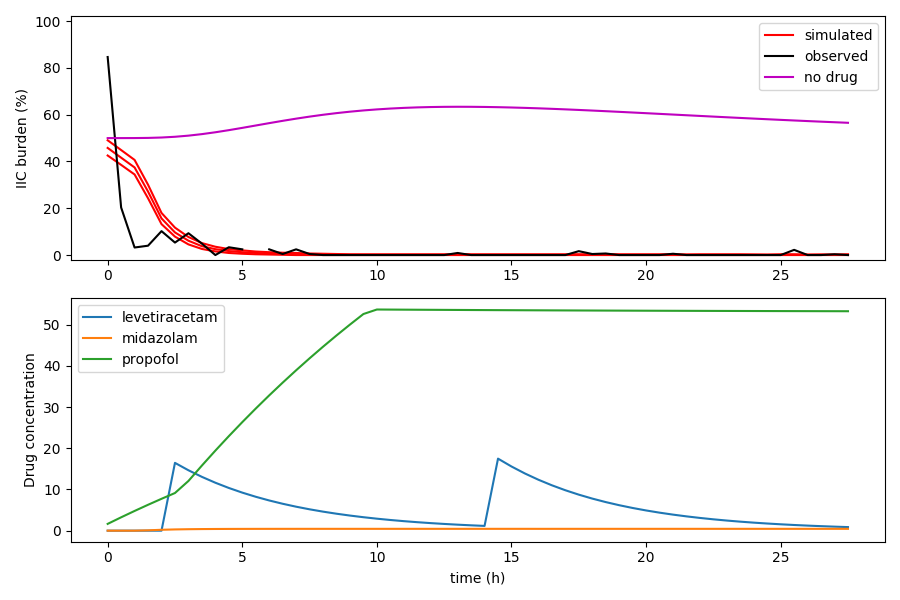 100
80
60
40
20
0
IIC burden (%)
simulated
observed
no drug
0 5 10 15 20 25
50
40
30
20
10
0
Drug concentration
levetiracetam
midazolam
propofol
0 5 10 15 20 25
time (h)